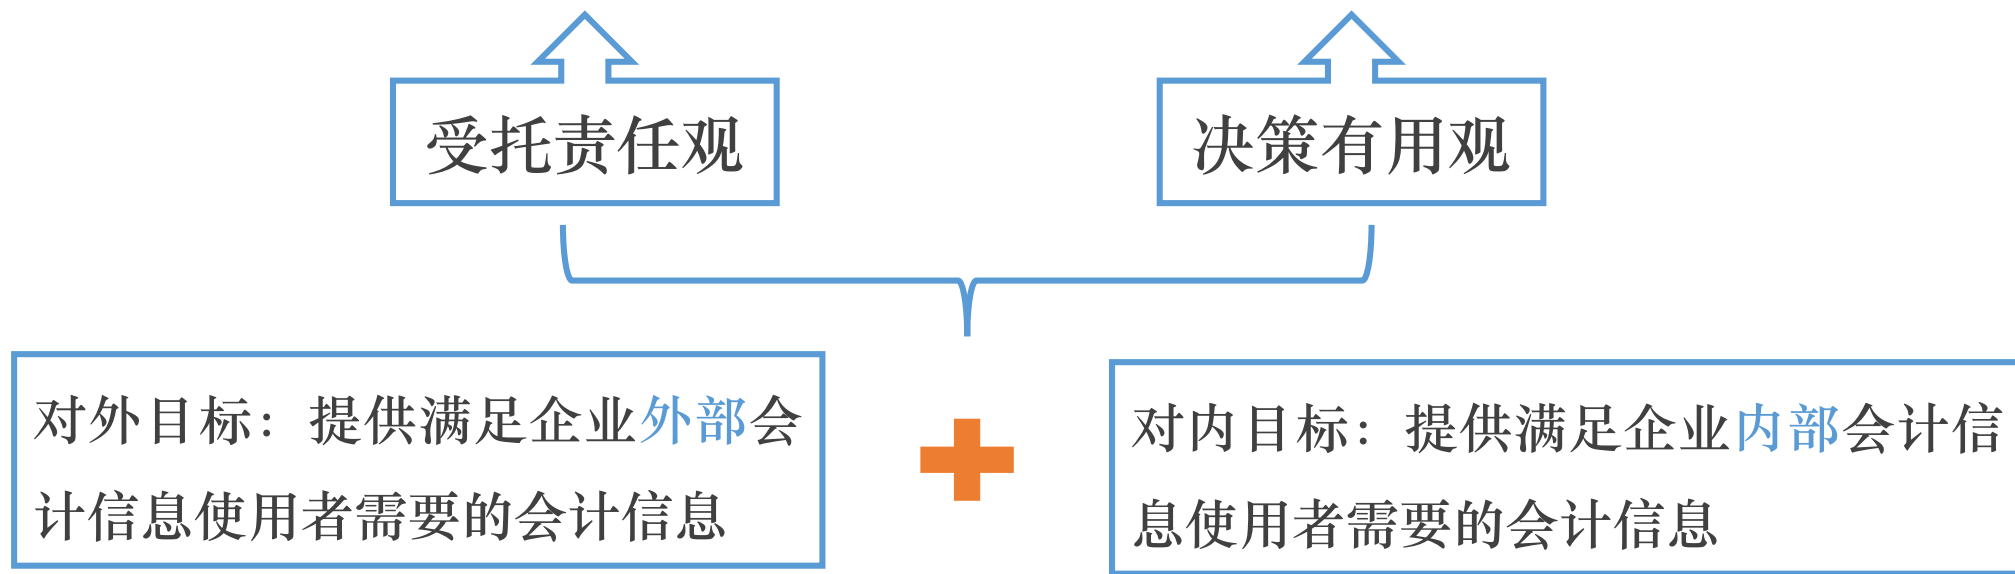 受托责任观
决策有用观
对外目标：提供满足企业外部会
计信息使用者需要的会计信息
对内目标：提供满足企业内部会计信
息使用者需要的会计信息